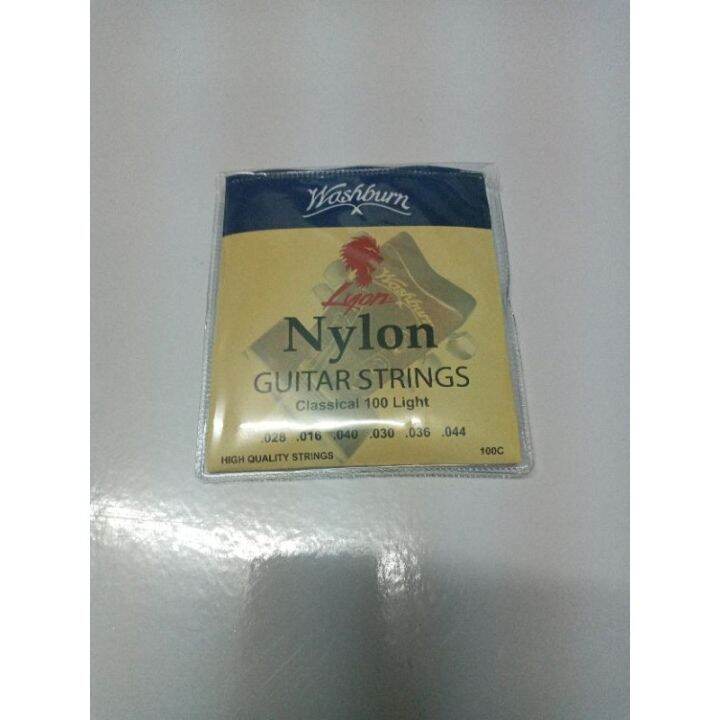 Washburn
Lyon
Washburn
Nylon
GUITAR STRINGS
Classical 100 Light
.028 .016 .040 .030 .036 .044
HIGH QUALITY STRINGS 100C